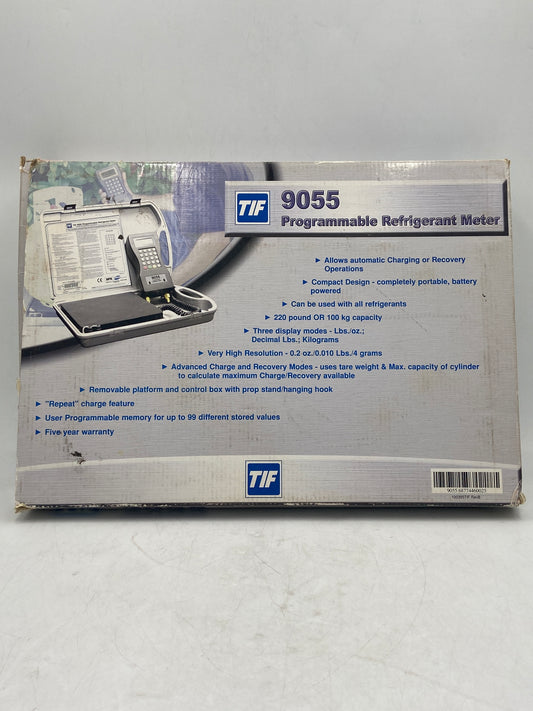 TIF
9055
Programmable Refrigerant Meter
► Allows automatic Charging or Recovery
Operations
► Compact Design - completely portable, battery
powered
► Can be used with all refrigerants
► 220 pound OR 100 kg capacity
► Three display modes - Lbs./oz.;
Decimal Lbs.; Kilograms
► Very High Resolution - 0.2 oz./0.010 Lbs./4 grams
► Advanced Charge and Recovery Modes - uses tare weight & Max. capacity of cylinder
to calculate maximum Charge/Recovery available
► Removable platform and control box with prop stand/hanging hook
► "Repeat" charge feature
► User Programmable memory for up to 99 different stored values
► Five year warranty
TIF